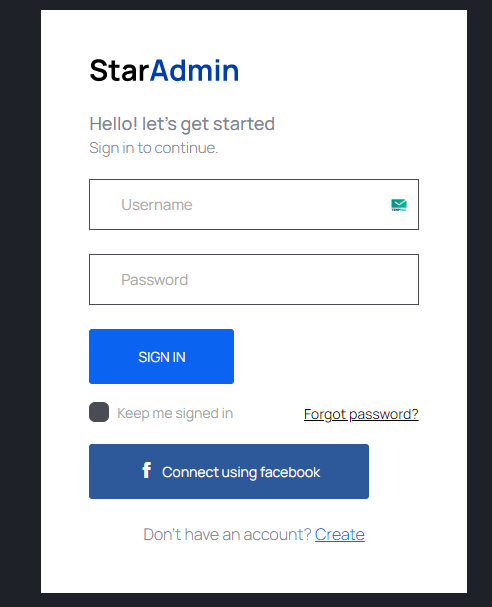 StarAdmin
Hello! let's get started
Sign in to continue.
Username
Password
SIGN IN
Keep me signed in Forgot password?
f Connect using facebook
Don't have an account? Create